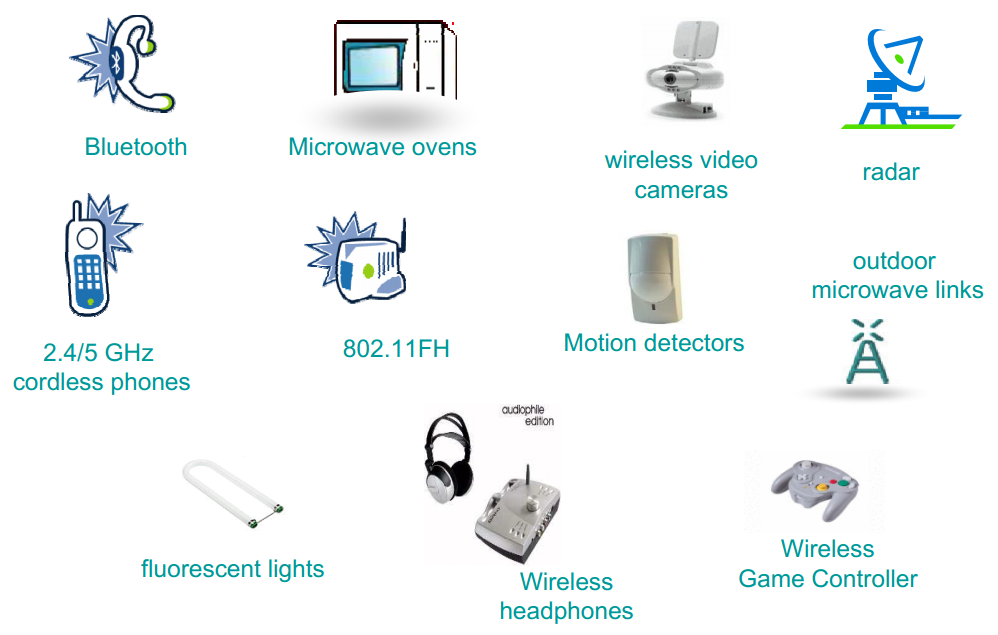 Bluetooth
Microwave ovens
wireless video
cameras
radar
2.4/5 GHz
cordless phones
802.11FH
Motion detectors
outdoor
microwave links
fluorescent lights
audiophile
edition
Wireless
headphones
Wireless
Game Controller